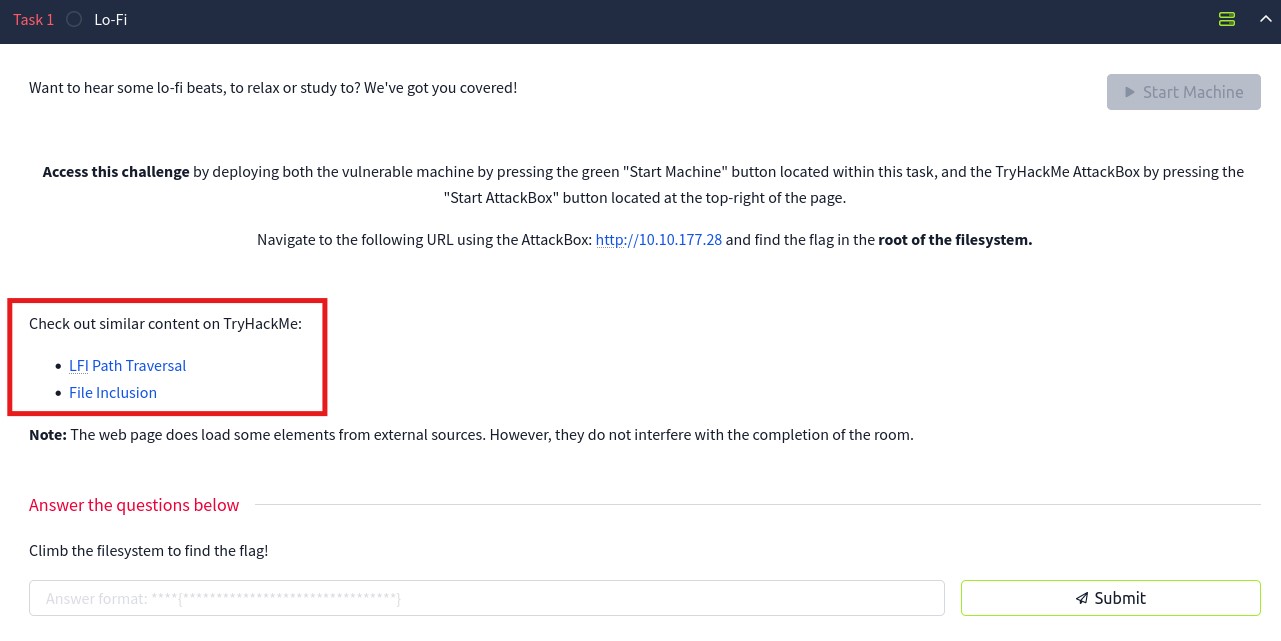 Task 1 Lo-Fi
Want to hear some lo-fi beats, to relax or study to? We've got you covered!
Start Machine
Access this challenge by deploying both the vulnerable machine by pressing the green "Start Machine" button located within this task, and the TryHackMe AttackBox by pressing the
"Start AttackBox" button located at the top-right of the page.
Navigate to the following URL using the AttackBox: http://10.10.177.28 and find the flag in the root of the filesystem.
Check out similar content on TryHackMe:
LFI Path Traversal
File Inclusion
Note: The web page does load some elements from external sources. However, they do not interfere with the completion of the room.
Answer the questions below
Climb the filesystem to find the flag!
Answer format: ****{********************************}
Submit